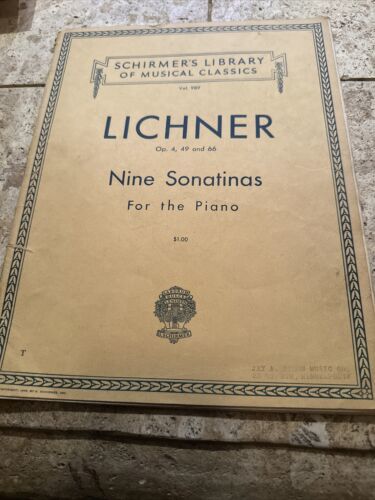 SCHIRMER'S LIBRARY
OF MUSICAL CLASSICS
Vol. 989
LICHNER
Op. 4, 49 and 66
Nine Sonatinas
For the Piano
$1.00
T